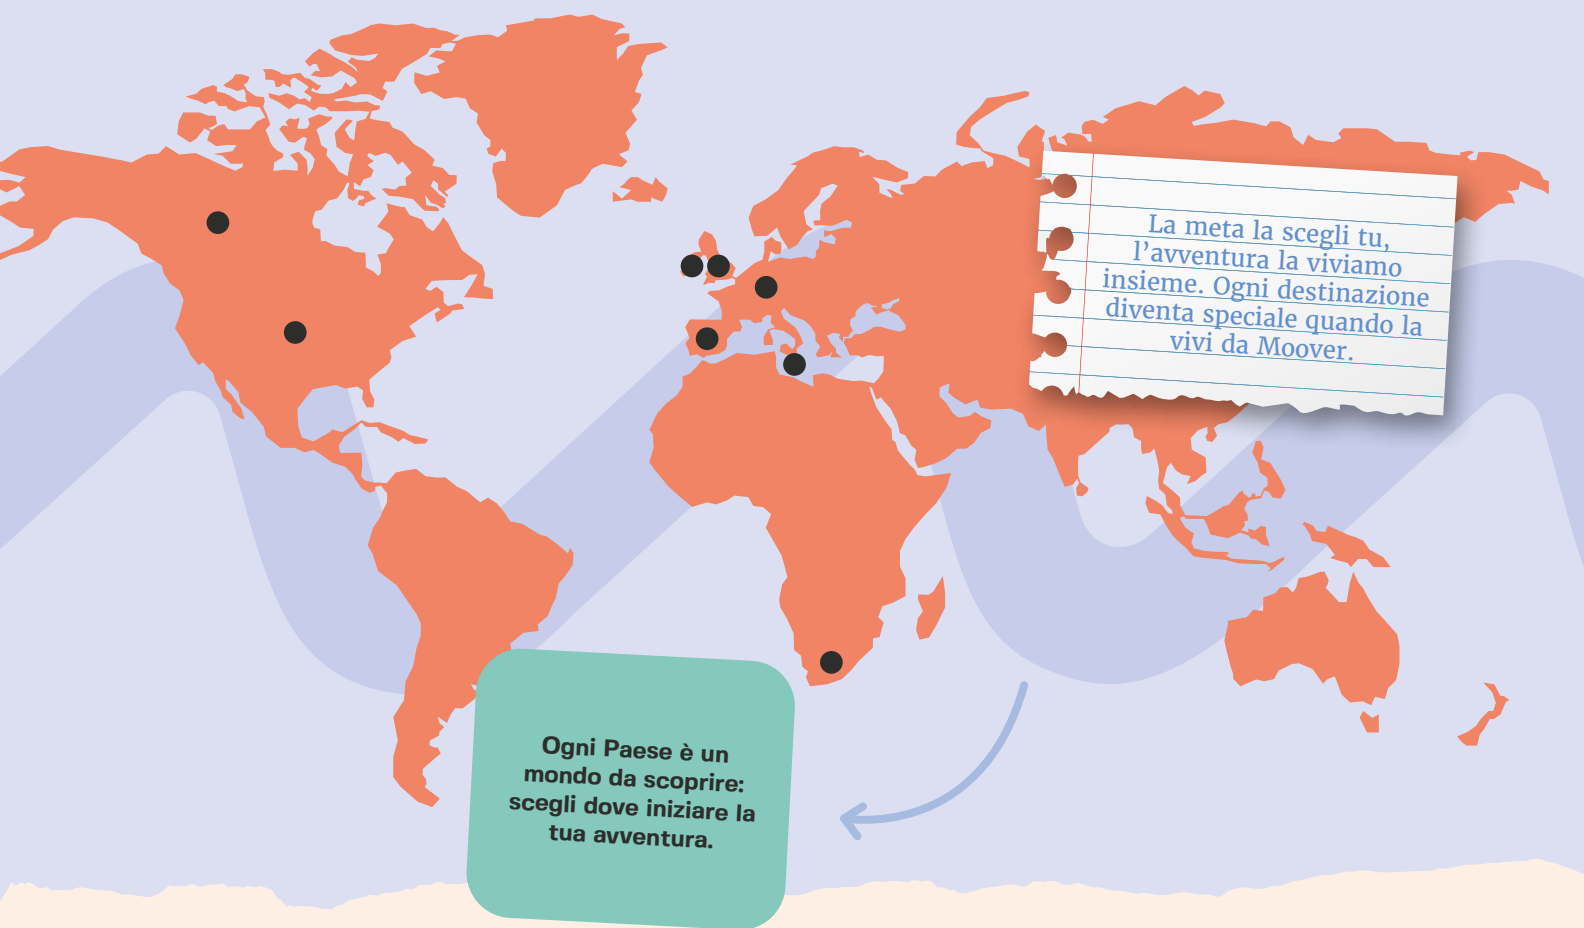 La meta la scegli tu,
l’avventura la viviamo
insieme. Ogni destinazione
diventa speciale quando la
vivi da Moover.
Ogni Paese è un
mondo da scoprire:
scegli dove iniziare la
tua avventura.